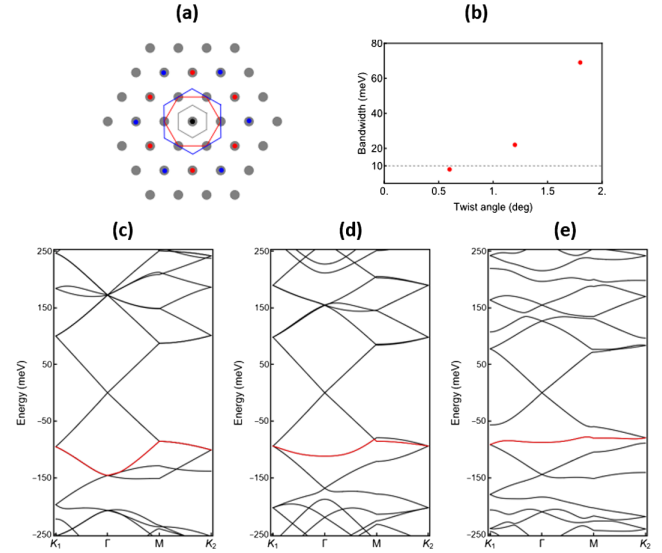 (a)
(b)
80
60
40
20
10
0.
0.5
1.
1.5
2.
Bandwidth (meV)
Twist angle (deg)
(c)
(d)
(e)
250
150
50
-50
-150
-250
Energy (meV)
K1
Γ
M
K2
250
150
50
-50
-150
-250
Energy (meV)
K1
Γ
M
K2
250
150
50
-50
-150
-250
Energy (meV)
K1
Γ
M
K2